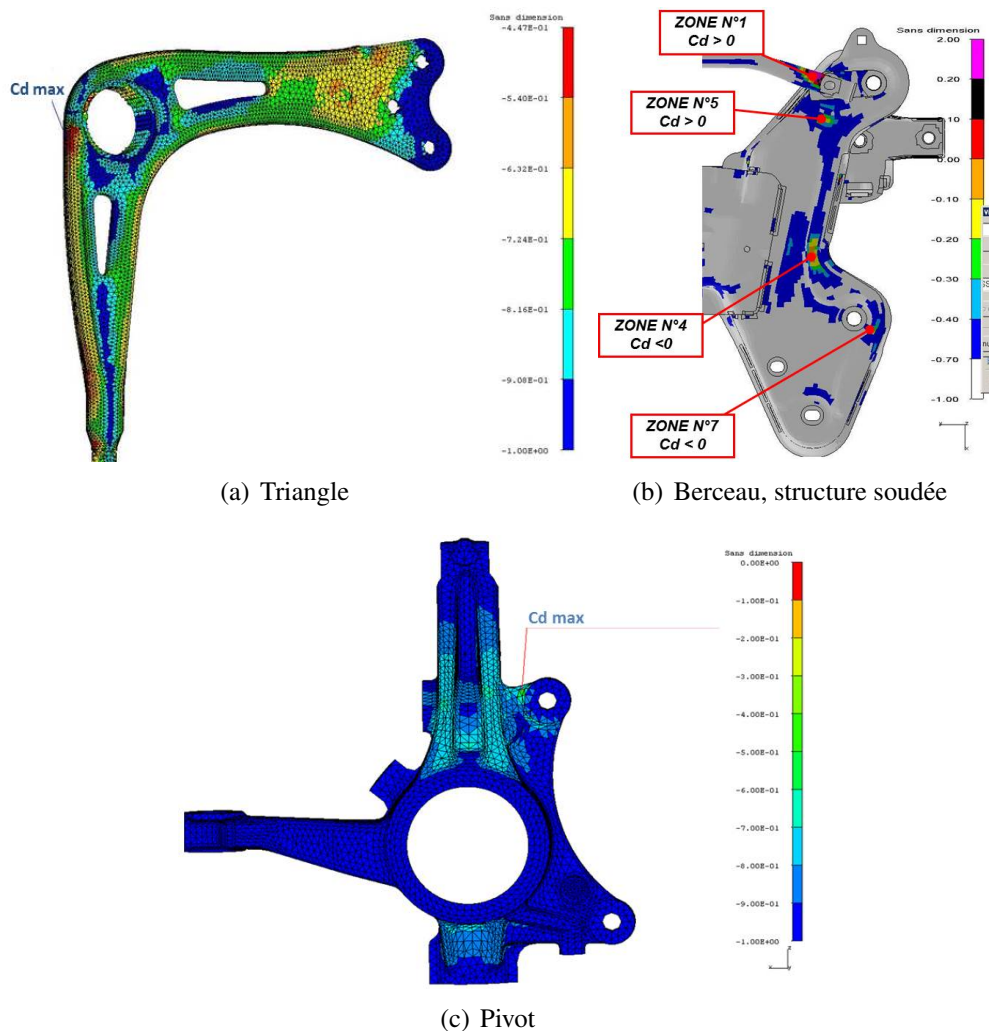 Sans dimension
-4.47E-01
-5.40E-01
-6.32E-01
-7.24E-01
-8.16E-01
-9.08E-01
-1.00E+00
Cd max
(a) Triangle
ZONE N°1
Cd > 0
ZONE N°5
Cd > 0
ZONE N°4
Cd <0
ZONE N°7
Cd < 0
Sans dimension
2.00
0.20
0.10
0.00
-0.10
-0.20
-0.30
-0.40
-0.70
-1.00
(b) Berceau, structure soudée
Cd max
Sans dimension
0.00E+00
-1.00E-01
-2.00E-01
-3.00E-01
-4.00E-01
-5.00E-01
-6.00E-01
-7.00E-01
-8.00E-01
-9.00E-01
-1.00E+00
(c) Pivot